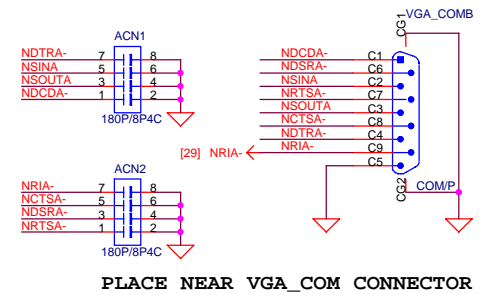 ACN1
NDTRA- 7 8
NSINA 5 6
NSOUTA 3 4
NDCDA- 1 2
180P/8P4C
ACN2
NRIA- 7 8
NCTSA- 5 6
NDSRA- 3 4
NRTSA- 1 2
180P/8P4C
VGA_COMB
CG1
NDCDA- C1
NDSRA- C6
NSINA C2
NRTSA- C7
NSOUTA C3
NCTSA- C8
NDTRA- C4
[29] NRIA- NRIA- C9
C5
CG2
COM/P
PLACE NEAR VGA_COM CONNECTOR